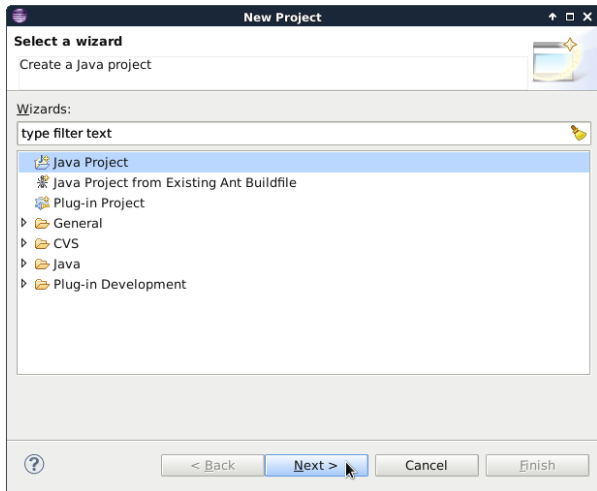 New Project
Select a wizard
Create a Java project
Wizards:
type filter text
Java Project
Java Project from Existing Ant Buildfile
Plug-in Project
General
CVS
Java
Plug-in Development
?
< Back Next > Cancel Finish